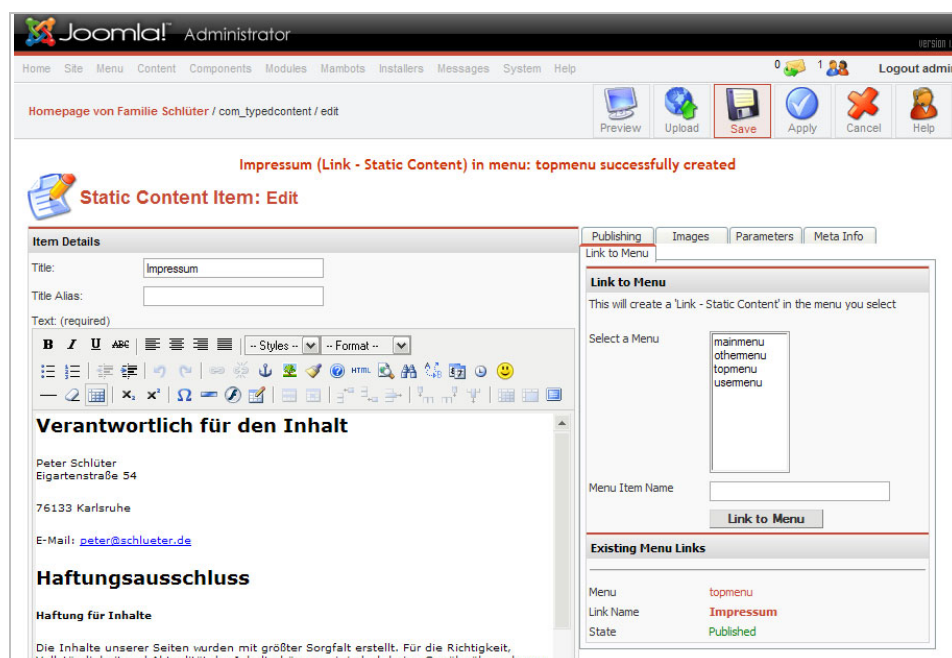 Joomla!™ Administrator
version
Home Site Menu Content Components Modules Mambots Installers Messages System Help 0 1 Logout admi
Homepage von Familie Schlüter / com_typedcontent / edit
Preview Upload Save Apply Cancel Help
Impressum (Link - Static Content) in menu: topmenu successfully created
Static Content Item: Edit
Item Details
Title: Impressum
Title Alias:
Text: (required)
B I U ABC -- Styles -- -- Format --
HTML
Verantwortlich für den Inhalt
Peter Schlüter
Eigartenstraße 54
76133 Karlsruhe
E-Mail: peter@schlueter.de
Haftungsausschluss
Haftung für Inhalte
Die Inhalte unserer Seiten wurden mit größter Sorgfalt erstellt. Für die Richtigkeit,
Publishing Images Parameters Meta Info
Link to Menu
Link to Menu
This will create a 'Link - Static Content' in the menu you select
Select a Menu
mainmenu
othermenu
topmenu
usermenu
Menu Item Name
Link to Menu
Existing Menu Links
Menu topmenu
Link Name Impressum
State Published